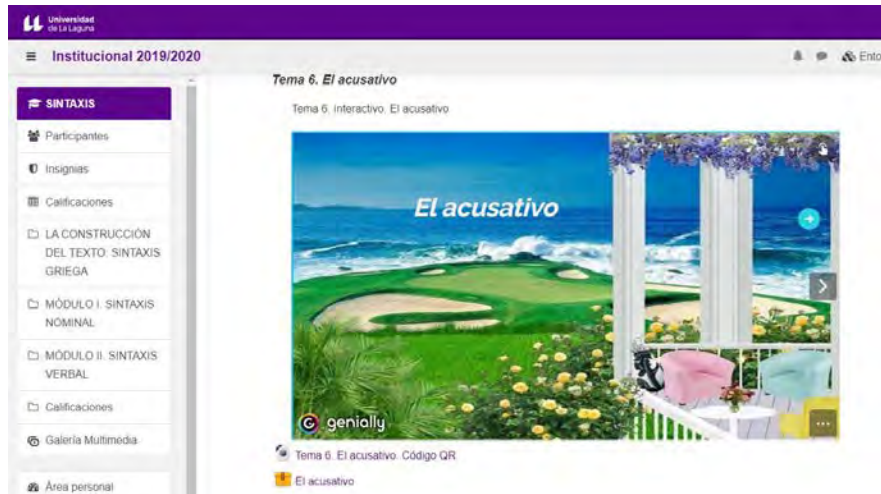 Universidad
de La Laguna
Institucional 2019/2020
Ento
SINTAXIS
Participantes
Insignias
Calificaciones
LA CONSTRUCCIÓN
DEL TEXTO: SINTAXIS
GRIEGA
MÓDULO I. SINTAXIS
NOMINAL
MÓDULO II. SINTAXIS
VERBAL
Calificaciones
Galería Multimedia
Área personal
Tema 6. El acusativo
Tema 6. Interactivo. El acusativo
El acusativo
genially
Tema 6. El acusativo. Código QR
El acusativo